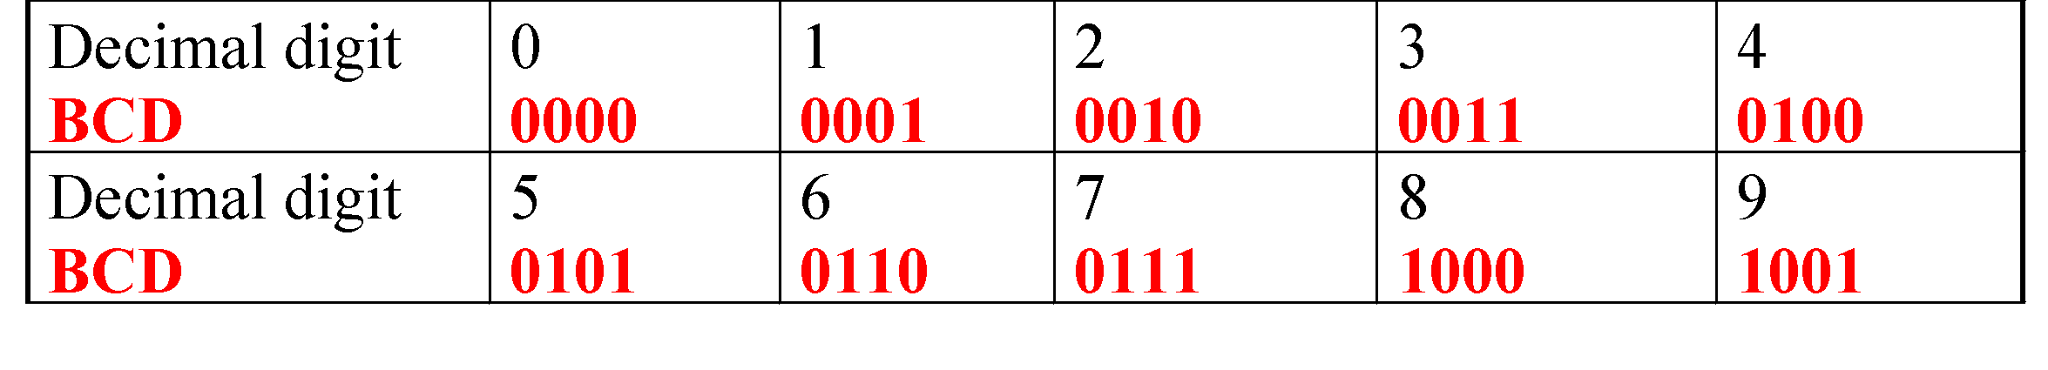 Decimal digit 0 1 2 3 4
BCD 0000 0001 0010 0011 0100
Decimal digit 5 6 7 8 9
BCD 0101 0110 0111 1000 1001